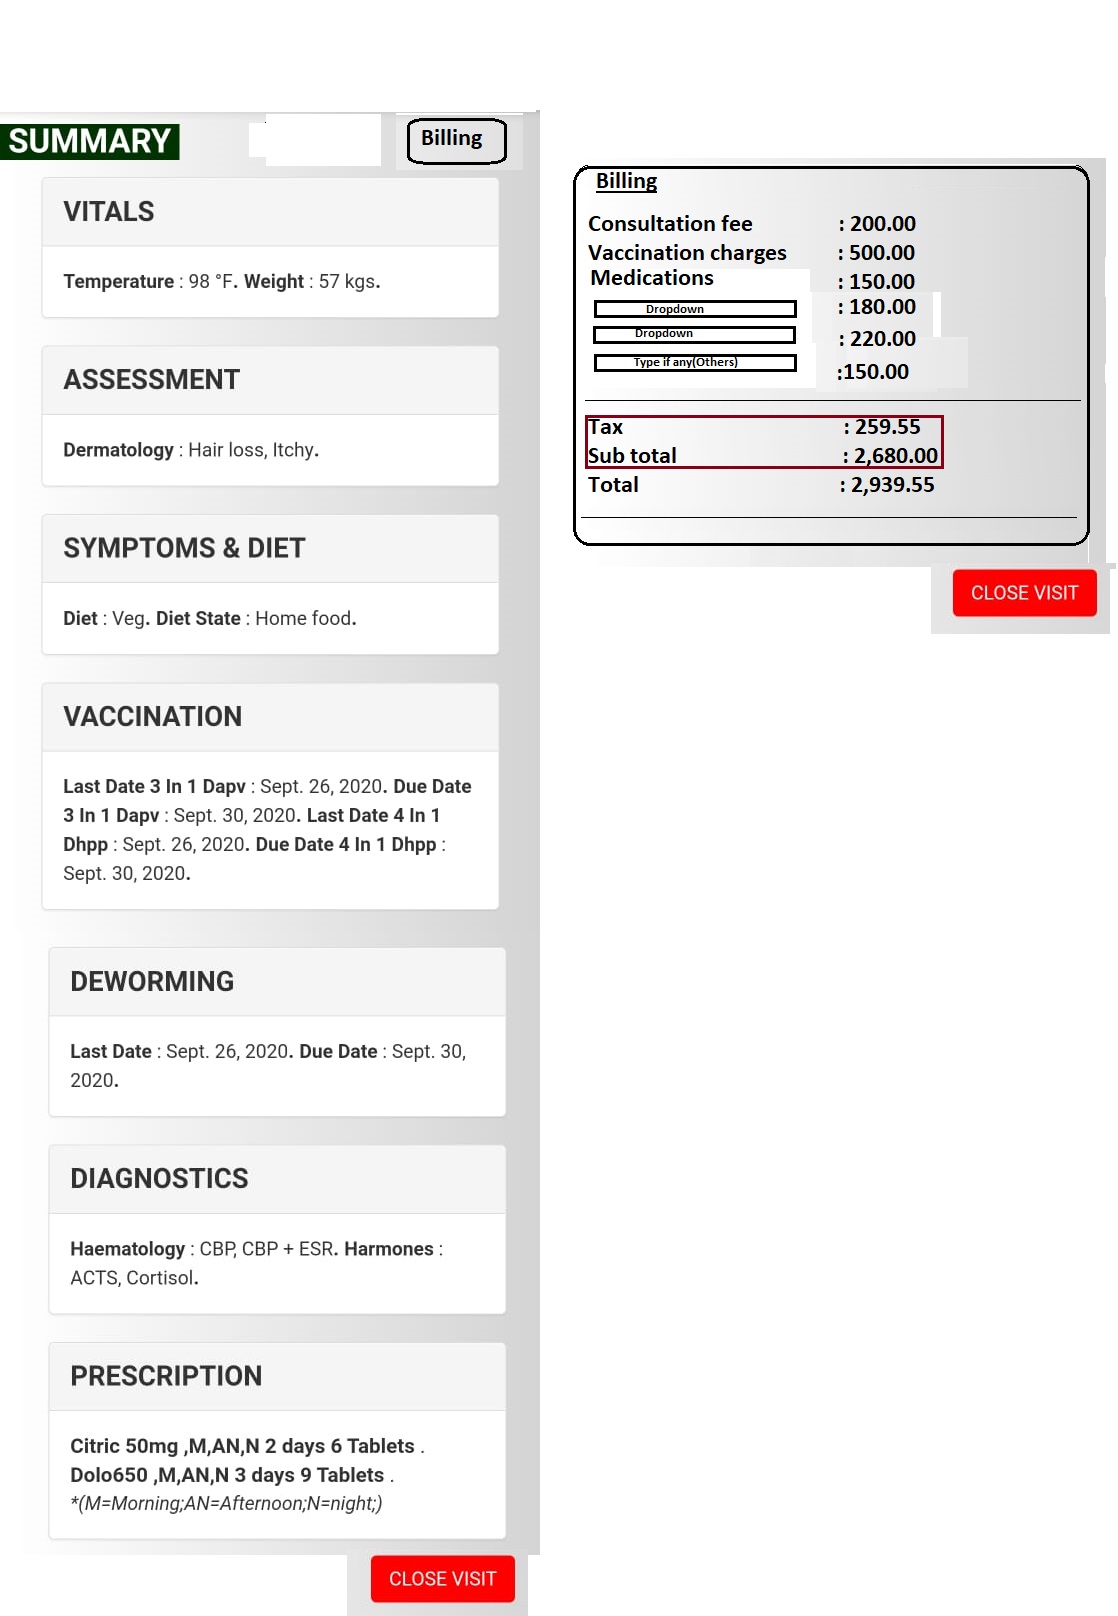 SUMMARY
Billing
VITALS
Temperature : 98 °F. Weight : 57 kgs.
ASSESSMENT
Dermatology : Hair loss, Itchy.
SYMPTOMS & DIET
Diet : Veg. Diet State : Home food.
VACCINATION
Last Date 3 In 1 Dapv : Sept. 26, 2020. Due Date
3 In 1 Dapv : Sept. 30, 2020. Last Date 4 In 1
Dhpp : Sept. 26, 2020. Due Date 4 In 1 Dhpp :
Sept. 30, 2020.
DEWORMING
Last Date : Sept. 26, 2020. Due Date : Sept. 30,
2020.
DIAGNOSTICS
Haematology : CBP, CBP + ESR. Harmones :
ACTS, Cortisol.
PRESCRIPTION
Citric 50mg ,M,AN,N 2 days 6 Tablets .
Dolo650 ,M,AN,N 3 days 9 Tablets .
*(M=Morning;AN=Afternoon;N=night;)
CLOSE VISIT
Billing
Consultation fee : 200.00
Vaccination charges : 500.00
Medications : 150.00
Dropdown : 180.00
Dropdown : 220.00
Type if any(Others) :150.00
Tax : 259.55
Sub total : 2,680.00
Total : 2,939.55
CLOSE VISIT